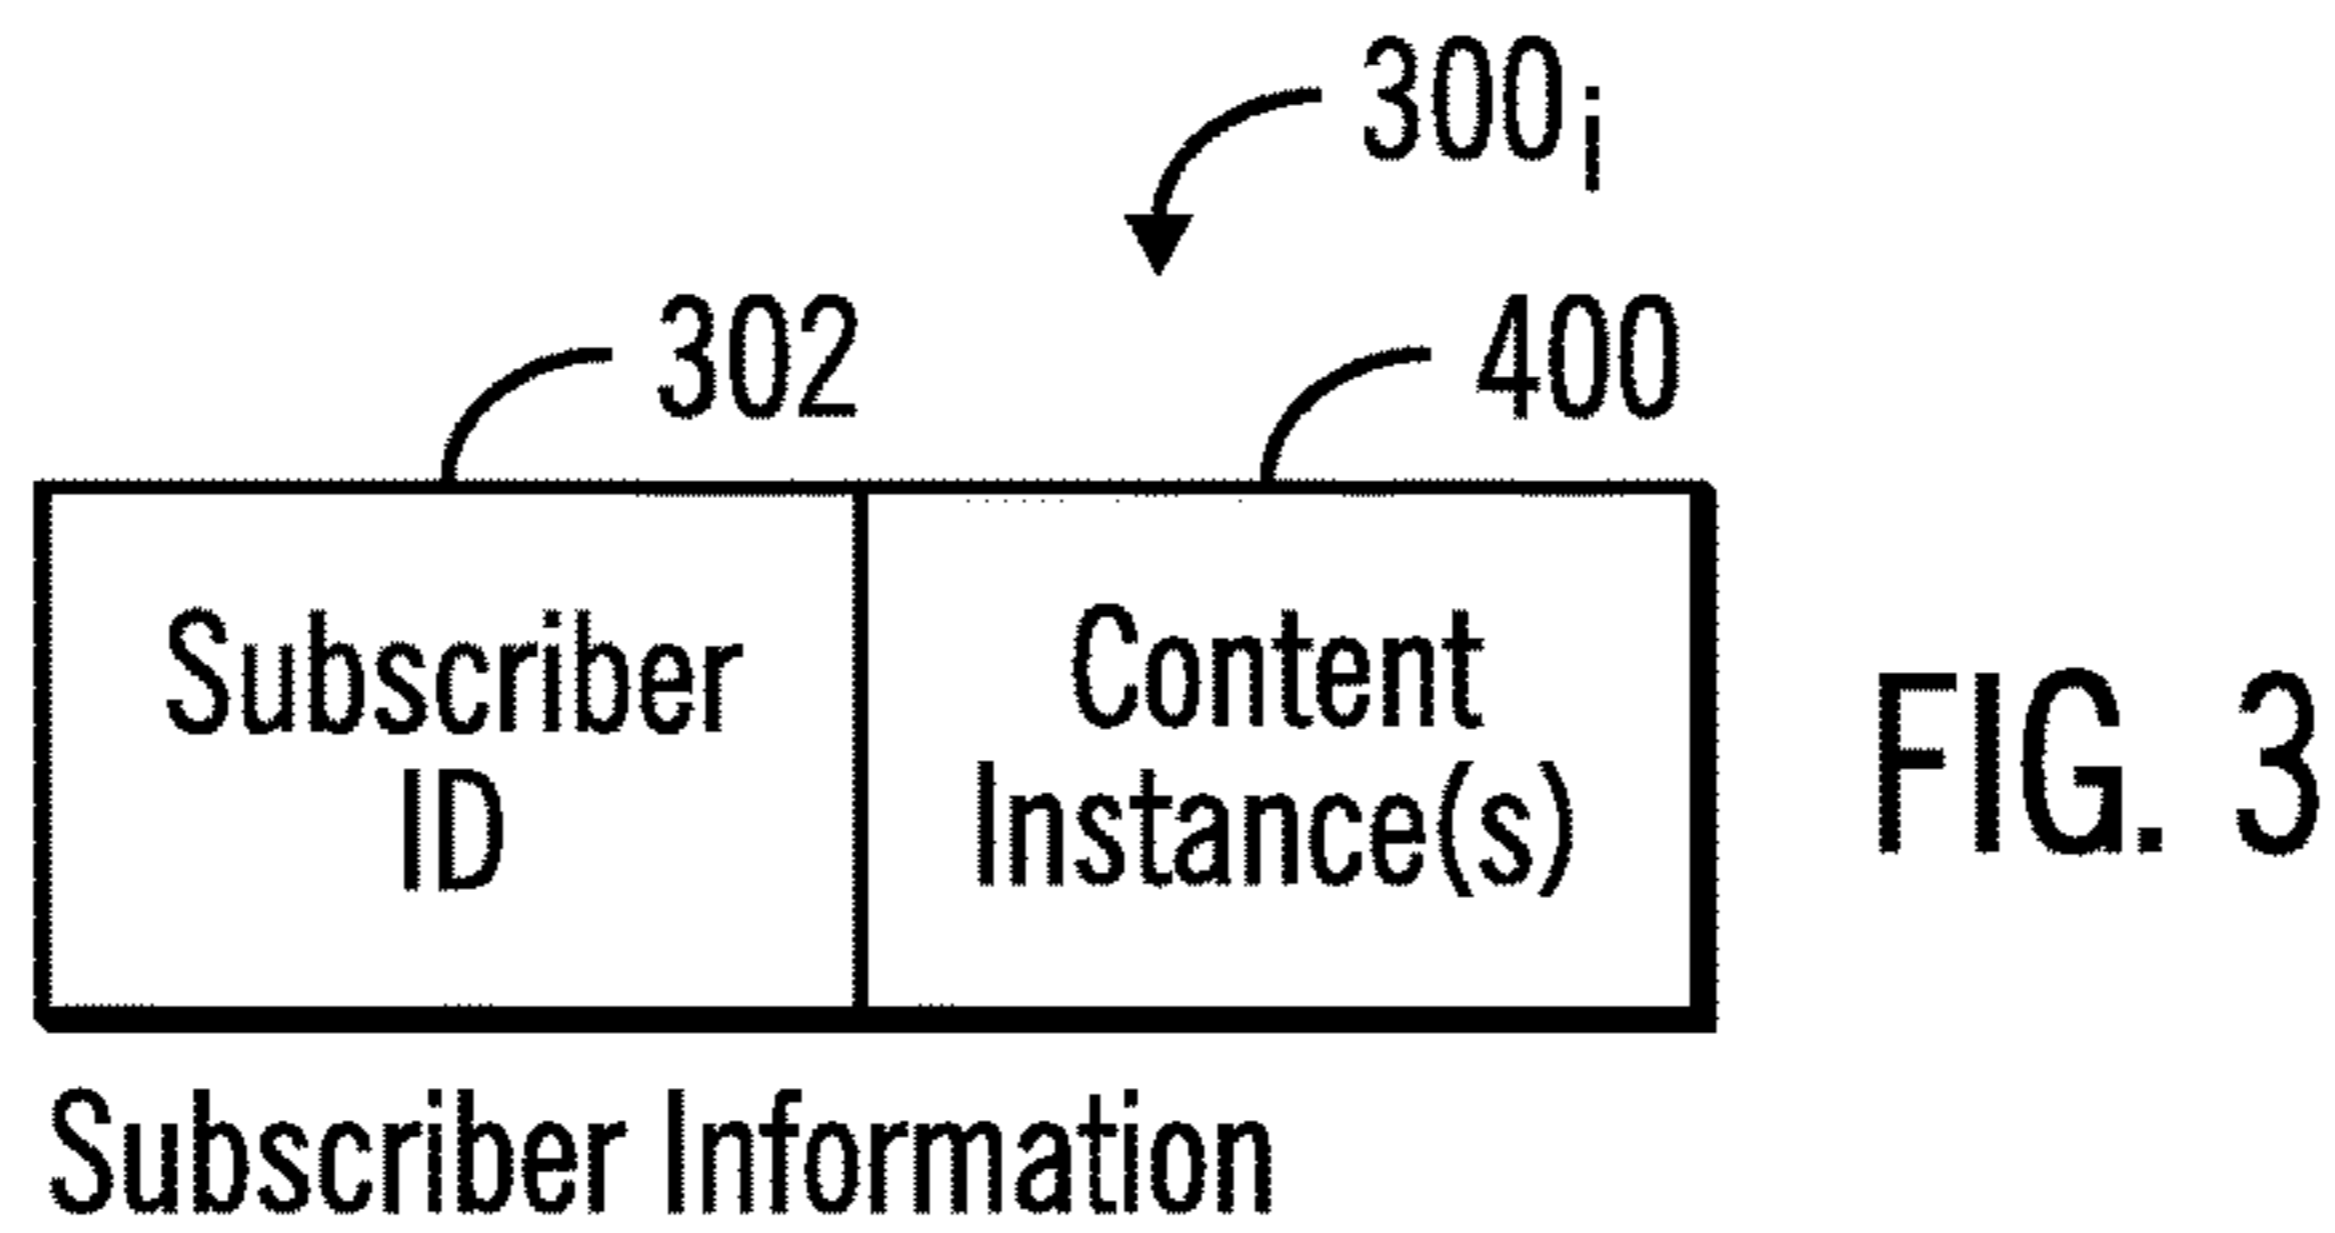 300i
302
400
Subscriber
ID
Content
Instance(s)
FIG. 3
Subscriber Information